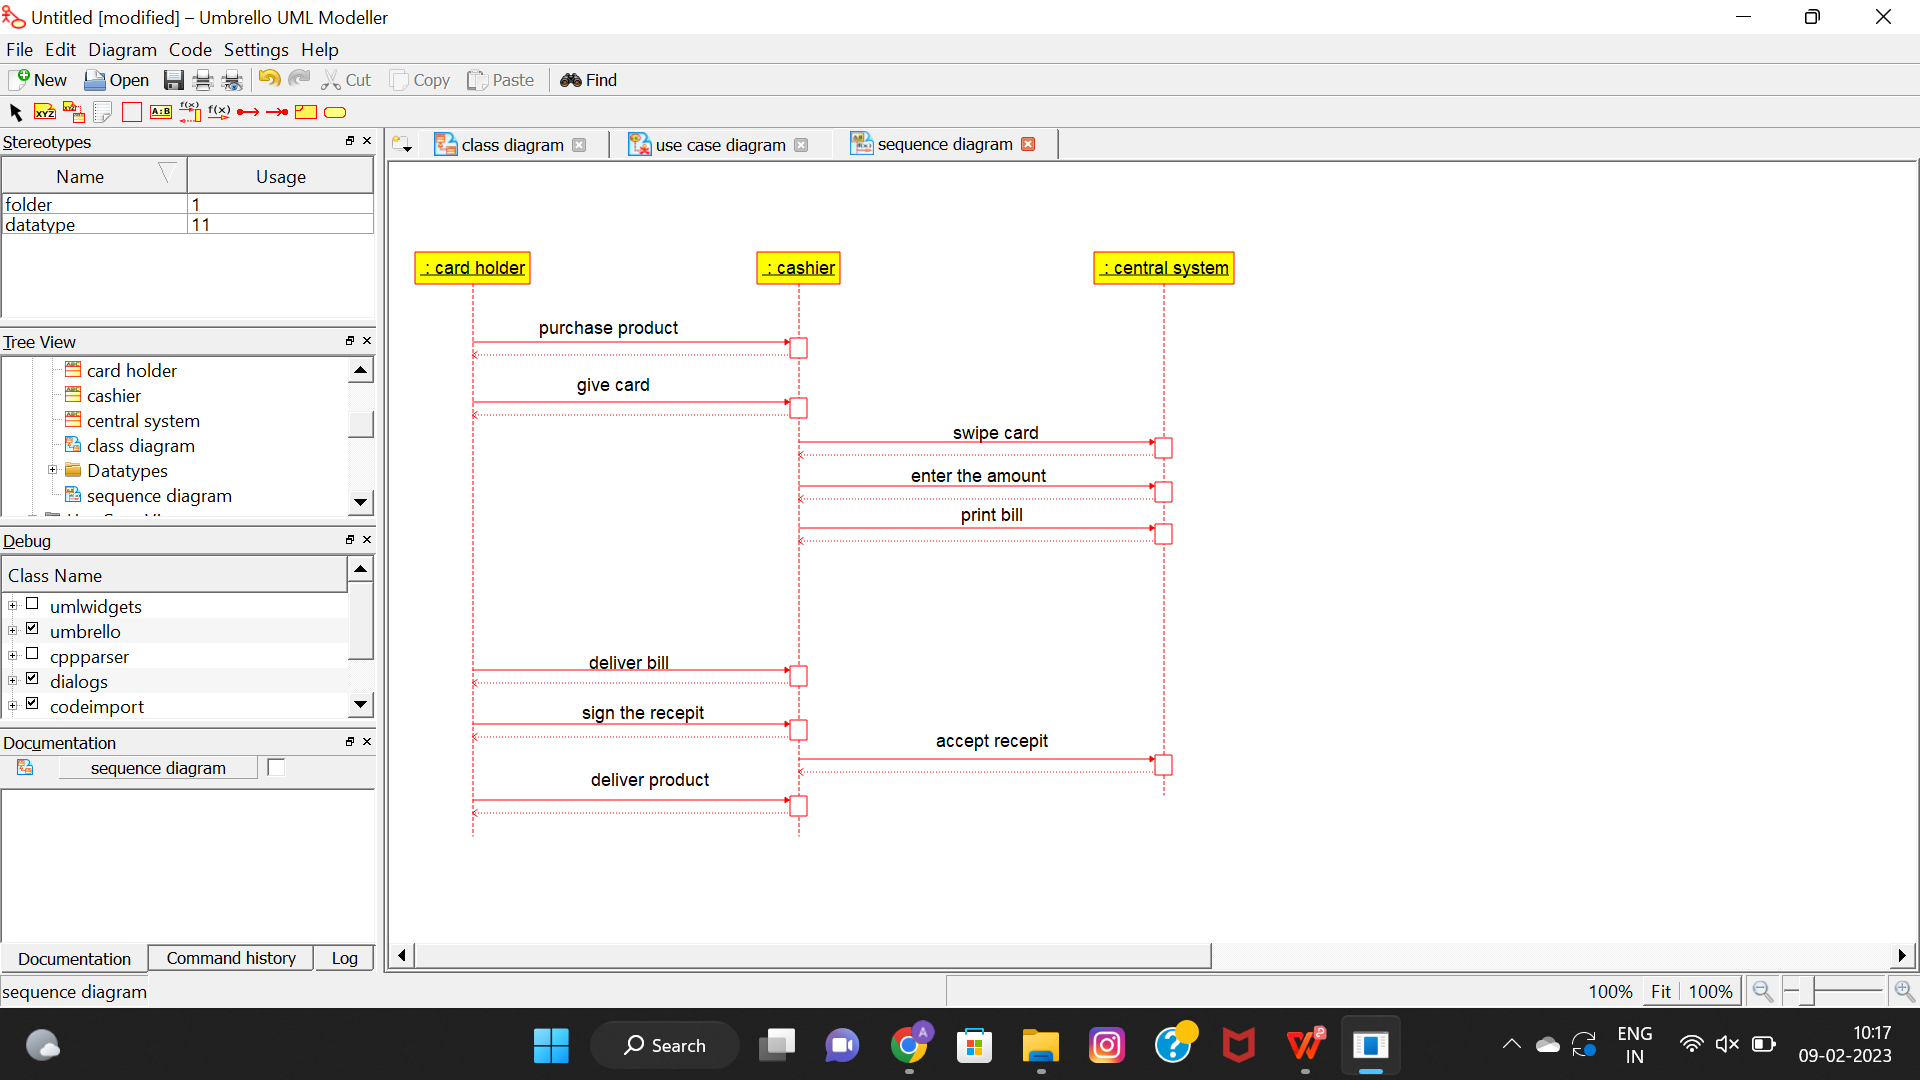 Untitled [modified] – Umbrello UML Modeller
File Edit Diagram Code Settings Help
New Open Cut Copy Paste Find
XYZ XYZ A:B f(x) f(x)
Stereotypes
class diagram use case diagram sequence diagram
Name Usage
folder 1
datatype 11
: card holder : cashier : central system
purchase product
give card
swipe card
enter the amount
print bill
deliver bill
sign the recepit
accept recepit
deliver product
Tree View
card holder
cashier
central system
class diagram
Datatypes
sequence diagram
Debug
Class Name
umlwidgets
umbrello
cppparser
dialogs
codeimport
Documentation
sequence diagram
Documentation Command history Log
sequence diagram 100% Fit 100%
Search
A
ENG
IN
10:17
09-02-2023